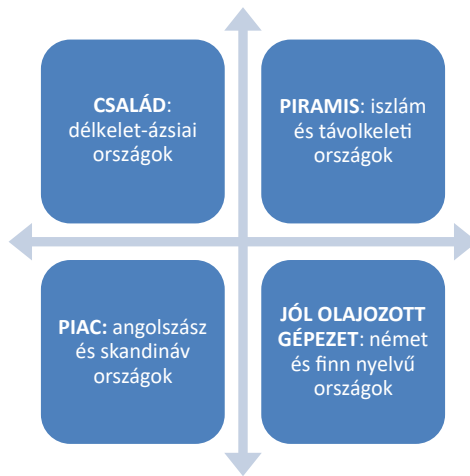 CSALÁD:
délkelet-ázsiai
országok
PIRAMIS: iszlám
és távolkeleti
országok
PIAC: angolszász
és skandináv
országok
JÓL OLAJOZOTT
GÉPEZET: német
és finn nyelvű
országok